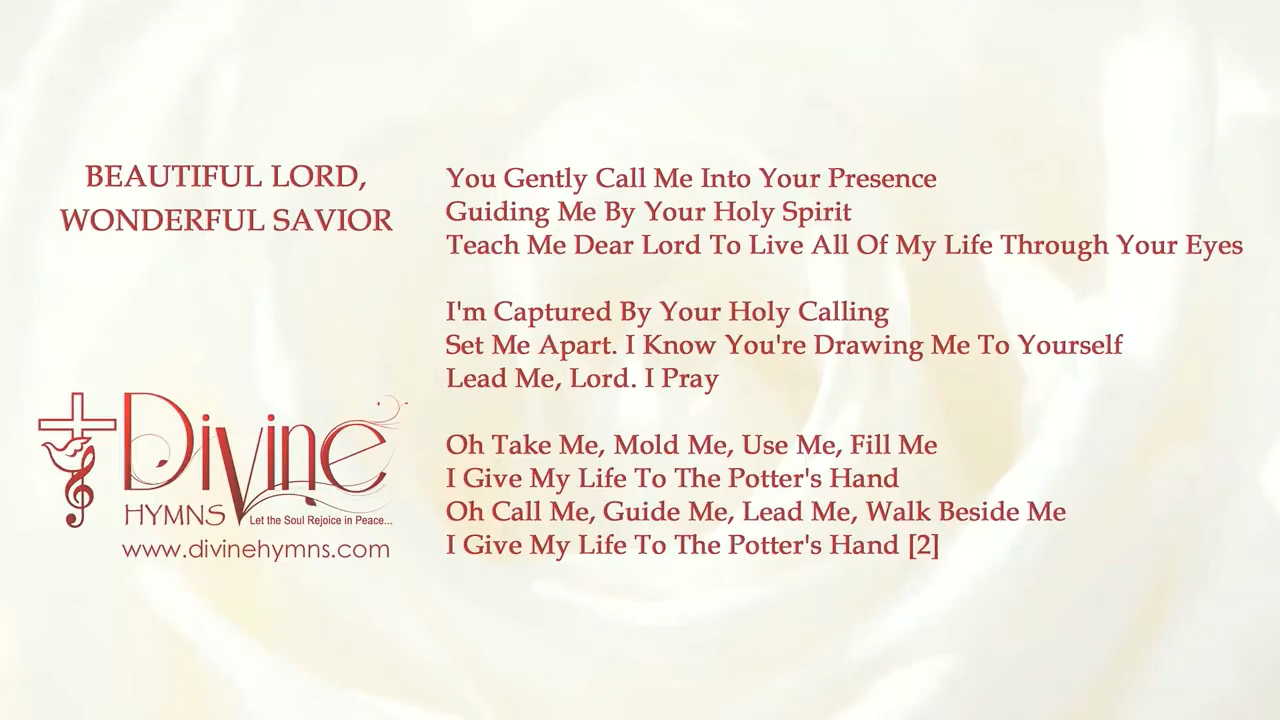 BEAUTIFUL LORD,
WONDERFUL SAVIOR
You Gently Call Me Into Your Presence
Guiding Me By Your Holy Spirit
Teach Me Dear Lord To Live All Of My Life Through Your Eyes
I'm Captured By Your Holy Calling
Set Me Apart. I Know You're Drawing Me To Yourself
Lead Me, Lord. I Pray
Oh Take Me, Mold Me, Use Me, Fill Me
I Give My Life To The Potter's Hand
Oh Call Me, Guide Me, Lead Me, Walk Beside Me
I Give My Life To The Potter's Hand [2]
Divine
HYMNS
Let the Soul Rejoice in Peace...
www.divinehymns.com